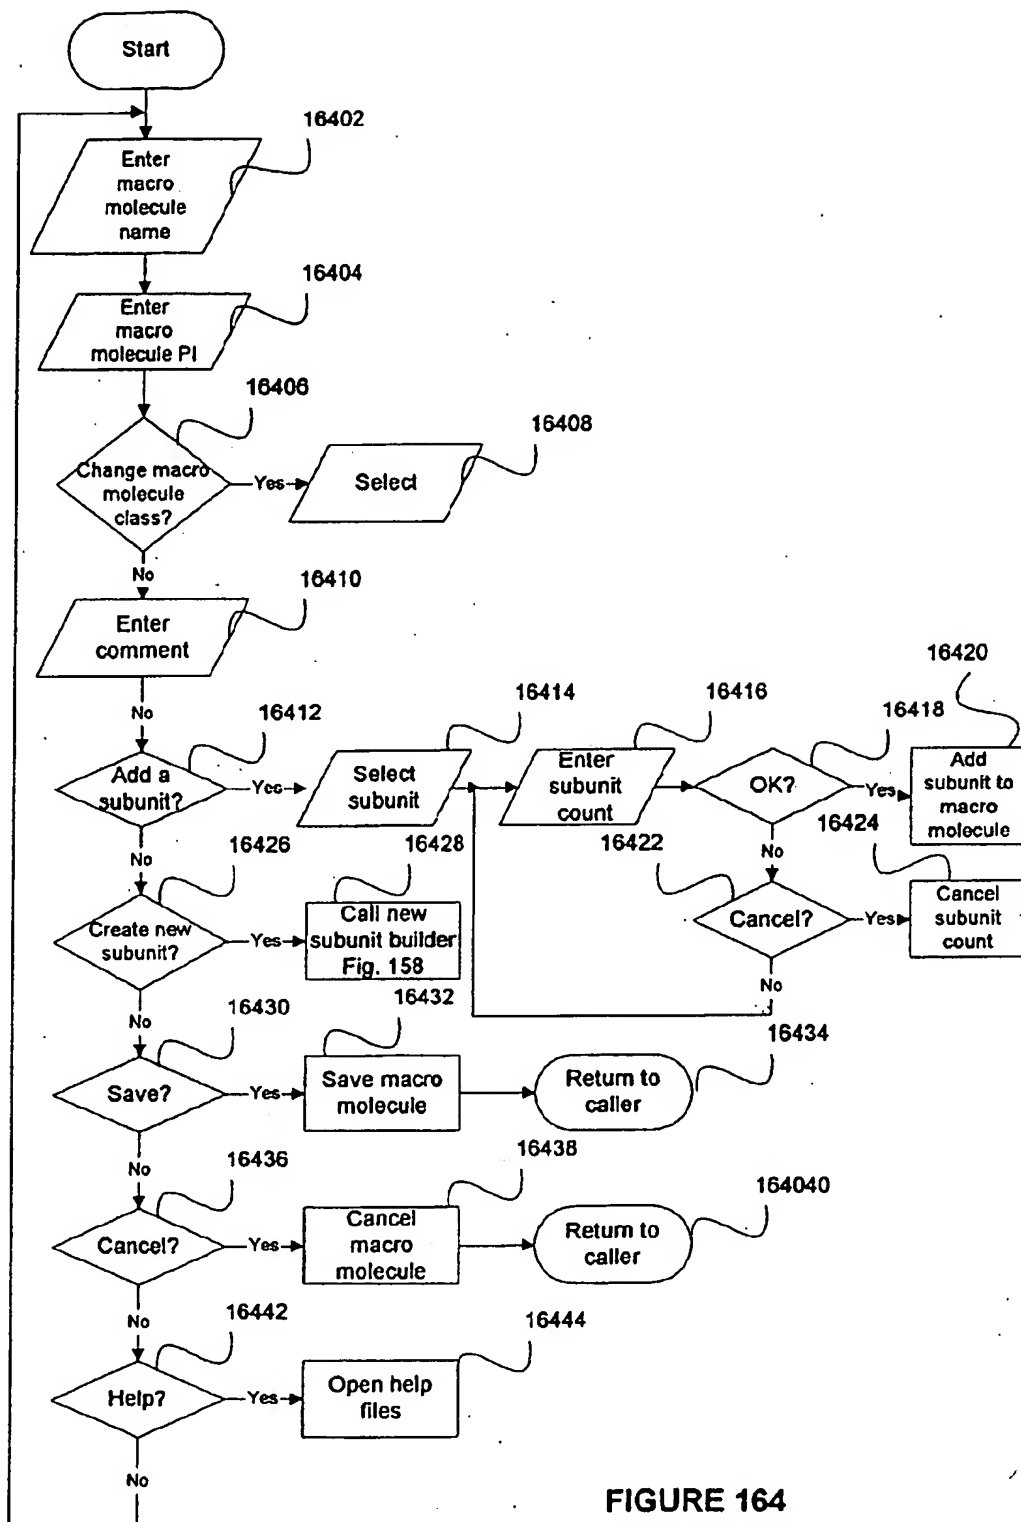 Start
16402
Enter
macro
molecule
name
16404
Enter
macro
molecule PI
16406
Change macro
molecule
class?
Yes
16408
Select
No
16410
Enter
comment
No
16412
Add a
subunit?
Yes
16414
Select
subunit
16416
Enter
subunit
count
16418
OK?
Yes
16420
Add
subunit to
macro
molecule
No
16422
Cancel?
Yes
16424
Cancel
subunit
count
No
No
16426
Create new
subunit?
Yes
16428
Call new
subunit builder
Fig. 158
No
16430
Save?
Yes
16432
Save macro
molecule
16434
Return to
caller
No
16436
Cancel?
Yes
16438
Cancel
macro
molecule
164040
Return to
caller
No
16442
Help?
Yes
16444
Open help
files
No
FIGURE 164